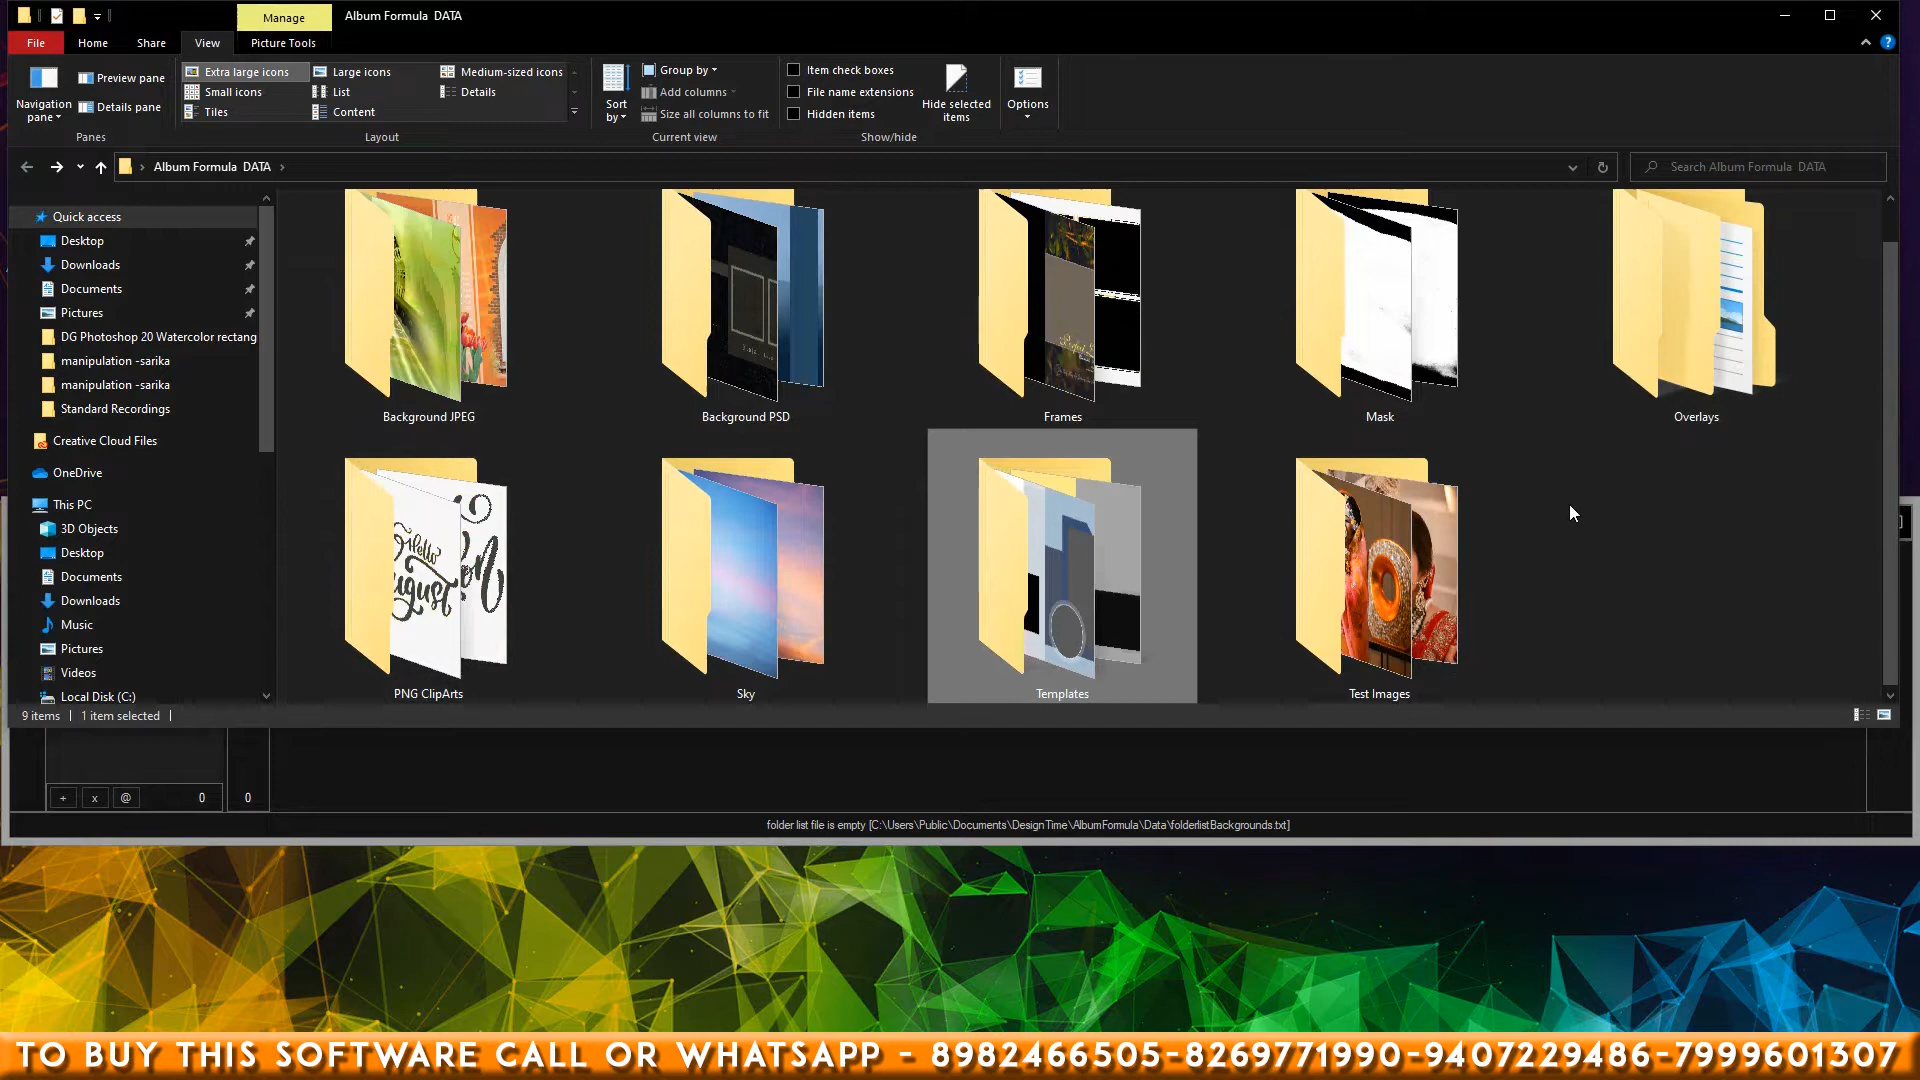 Manage
Album Formula  DATA
File
Home
Share
View
Picture Tools
Navigation pane
Preview pane
Details pane
Panes
Extra large icons
Large icons
Medium-sized icons
Small icons
List
Details
Tiles
Content
Layout
Sort by
Group by
Add columns
Size all columns to fit
Current view
Item check boxes
File name extensions
Hidden items
Hide selected items
Show/hide
Options
Album Formula  DATA
Search Album Formula  DATA
Quick access
Desktop
Downloads
Documents
Pictures
DG Photoshop 20 Watercolor rectang
manipulation -sarika
manipulation -sarika
Standard Recordings
Creative Cloud Files
OneDrive
This PC
3D Objects
Desktop
Documents
Downloads
Music
Pictures
Videos
Local Disk (C:)
Background JPEG
Background PSD
Frames
Mask
Overlays
Hello
August
PNG ClipArts
Sky
Templates
Test Images
9 items
1 item selected
+
x
@
0
0
folder list file is empty [C:\Users\Public\Documents\DesignTime\AlbumFormula\Data\folderlistBackgrounds.txt]
TO BUY THIS SOFTWARE CALL OR WHATSAPP - 8982466505-8269771990-9407229486-7999601307